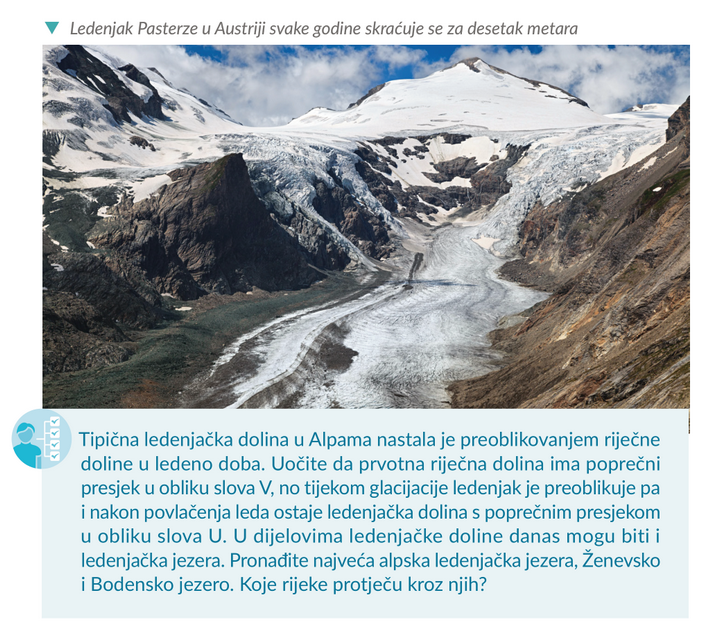 Ledenjak Pasterze u Austriji svake godine skraćuje se za desetak metara
Tipična ledenjačka dolina u Alpama nastala je preoblikovanjem riječne
doline u ledeno doba. Uočite da prvotna riječna dolina ima poprečni
presjek u obliku slova V, no tijekom glacijacije ledenjak je preoblikuje pa
i nakon povlačenja leda ostaje ledenjačka dolina s poprečnim presjekom
u obliku slova U. U dijelovima ledenjačke doline danas mogu biti i
ledenjačka jezera. Pronađite najveća alpska ledenjačka jezera, Ženevsko
i Bodensko jezero. Koje rijeke protječu kroz njih?